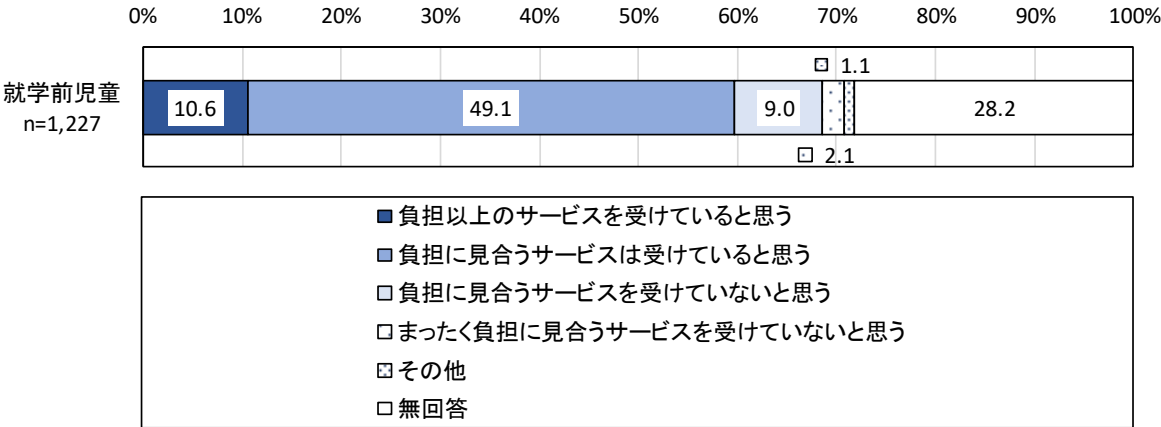 0% 10% 20% 30% 40% 50% 60% 70% 80% 90% 100%
1.1
就学前児童
n=1,227
10.6 49.1 9.0 28.2
2.1
負担以上のサービスを受けていると思う
負担に見合うサービスは受けていると思う
負担に見合うサービスを受けていないと思う
まったく負担に見合うサービスを受けていないと思う
その他
無回答